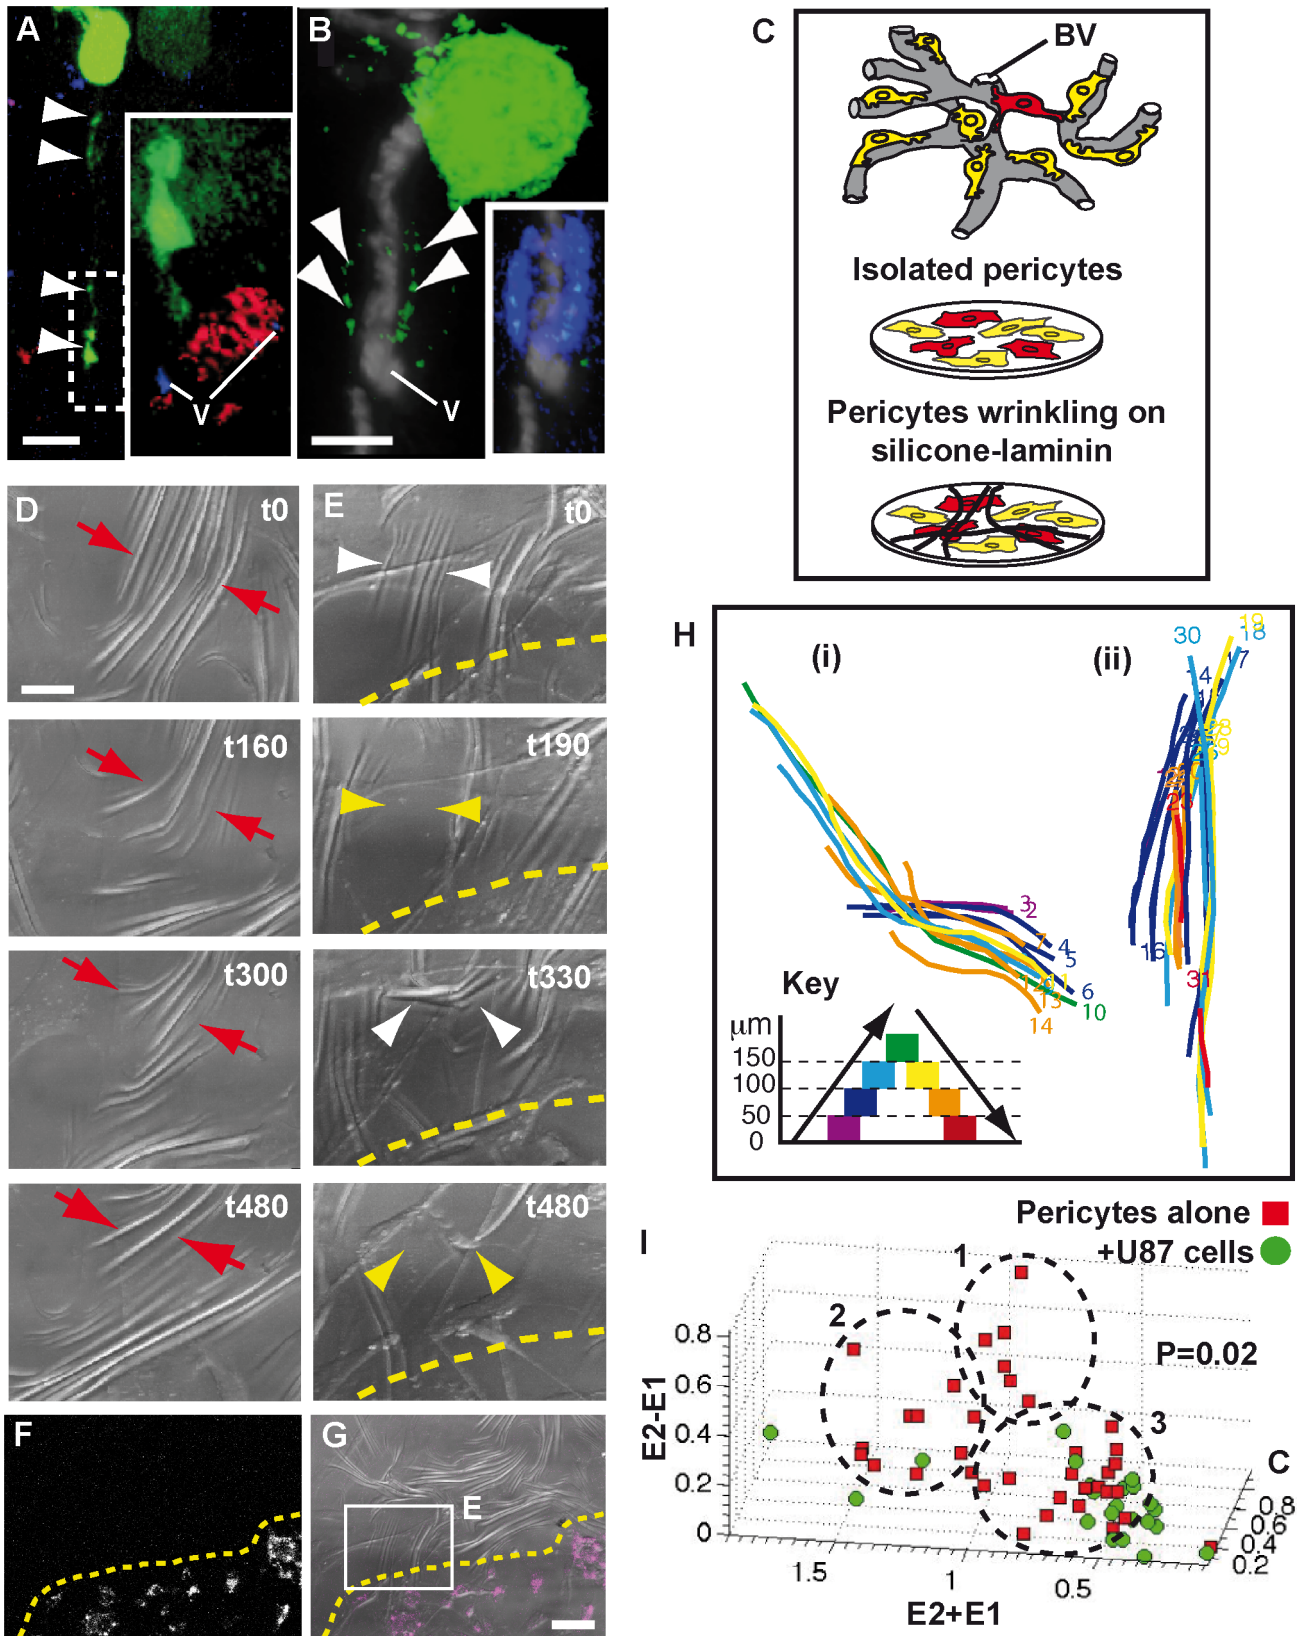 A
V
B
V
C
BV
Isolated pericytes
Pericytes wrinkling on
silicone-laminin
D
t0
t160
t300
t480
E
t0
t190
t330
t480
F
G
E
H
(i)
3
2
7
4
5
6
10
13
14
Key
µm
150
100
50
0
(ii)
30
19
18
17
14
16
31
I
Pericytes alone
+U87 cells
1
2
3
P=0.02
E2-E1
0.8
0.6
0.4
0.2
0
1.5
1
0.5
E2+E1
C
0.8
0.6
0.4
0.2